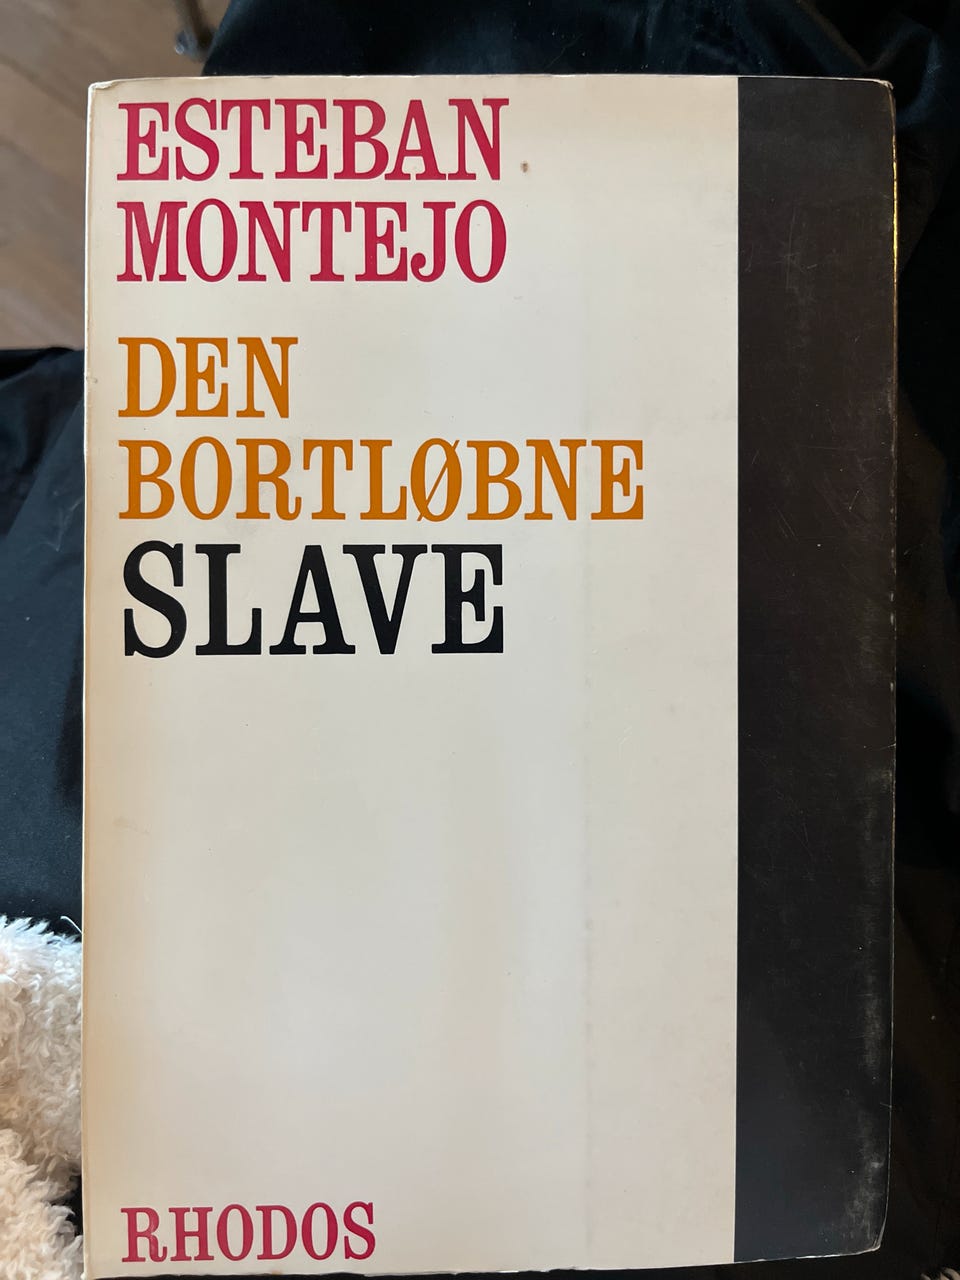 ESTEBAN
MONTEJO
DEN
BORTLØBNE
SLAVE
RHODOS